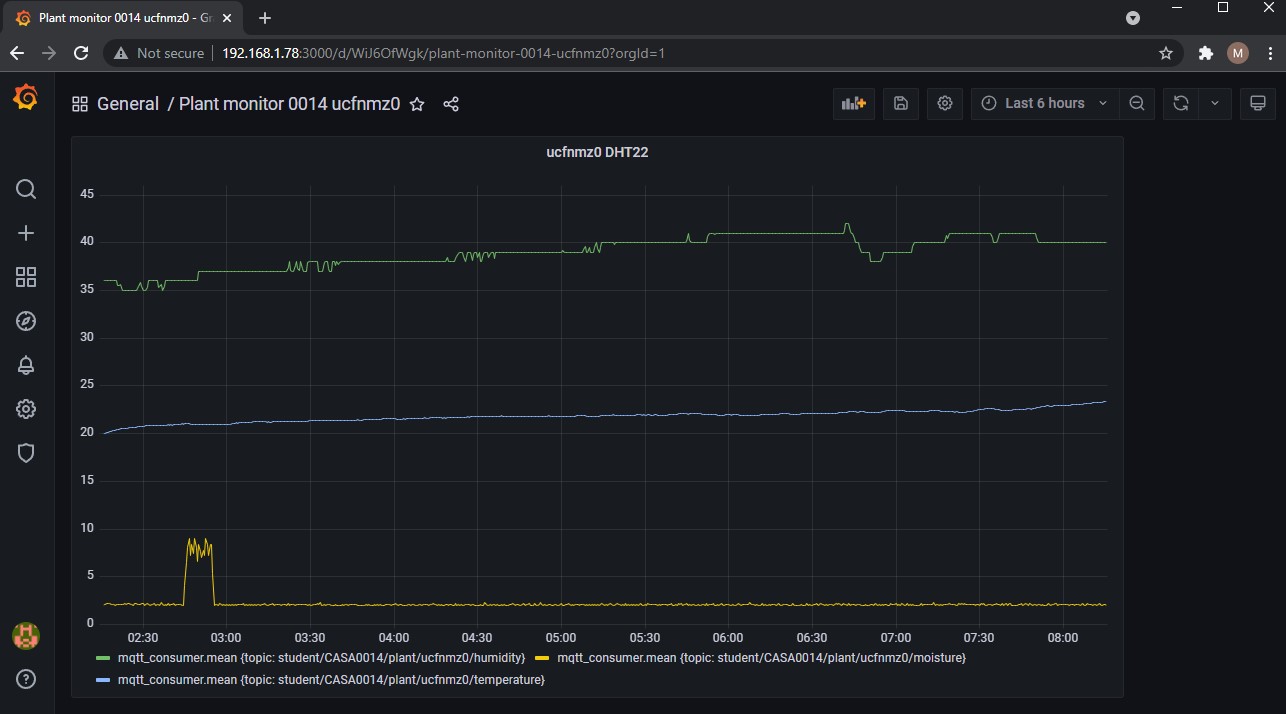 Plant monitor 0014 ucfnmz0 - Gr
Not secure 192.168.1.78:3000/d/WiJ6OfWgk/plant-monitor-0014-ucfnmz0?orgId=1
M
General / Plant monitor 0014 ucfnmz0
Last 6 hours
ucfnmz0 DHT22
45
40
35
30
25
20
15
10
5
0
02:30 03:00 03:30 04:00 04:30 05:00 05:30 06:00 06:30 07:00 07:30 08:00
mqtt_consumer.mean {topic: student/CASA0014/plant/ucfnmz0/humidity} mqtt_consumer.mean {topic: student/CASA0014/plant/ucfnmz0/moisture}
mqtt_consumer.mean {topic: student/CASA0014/plant/ucfnmz0/temperature}